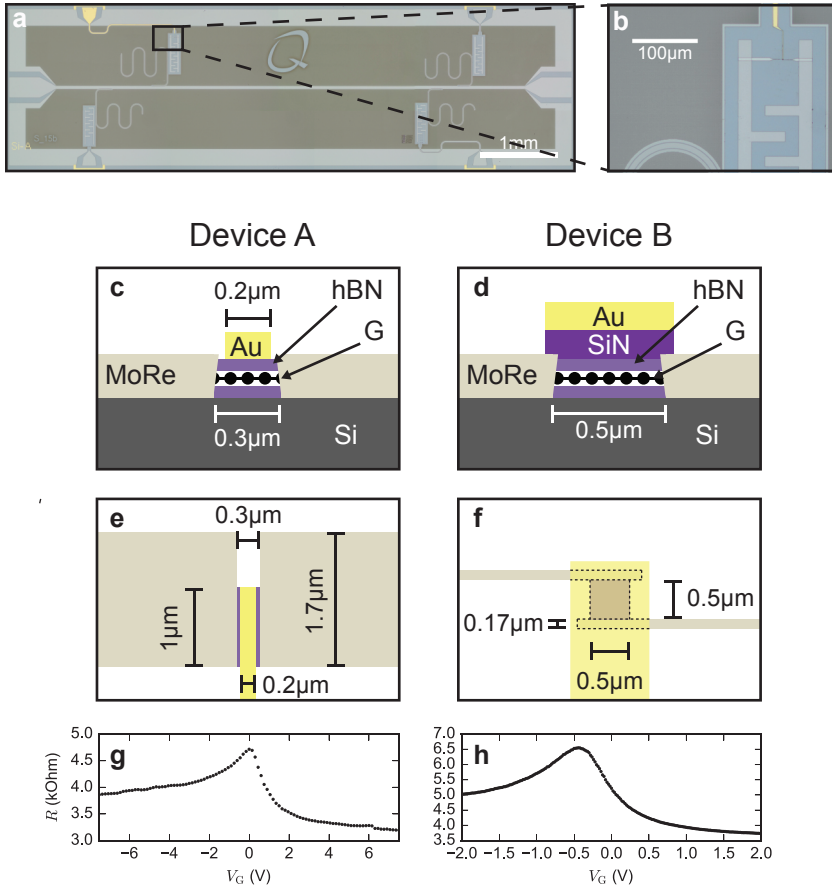 a
Q
1mm
b
100μm
Device A
Device B
c
0.2μm
hBN
G
Au
MoRe
0.3μm
Si
d
hBN
G
Au
SiN
MoRe
0.5μm
Si
e
0.3μm
1μm
1.7μm
0.2μm
f
0.5μm
0.17μm
0.5μm
g
R (kOhm)
5.0
4.5
4.0
3.5
3.0
−6 −4 −2 0 2 4 6
V_G (V)
h
7.0
6.5
6.0
5.5
5.0
4.5
4.0
3.5
−2.0 −1.5 −1.0 −0.5 0.0 0.5 1.0 1.5 2.0
V_G (V)